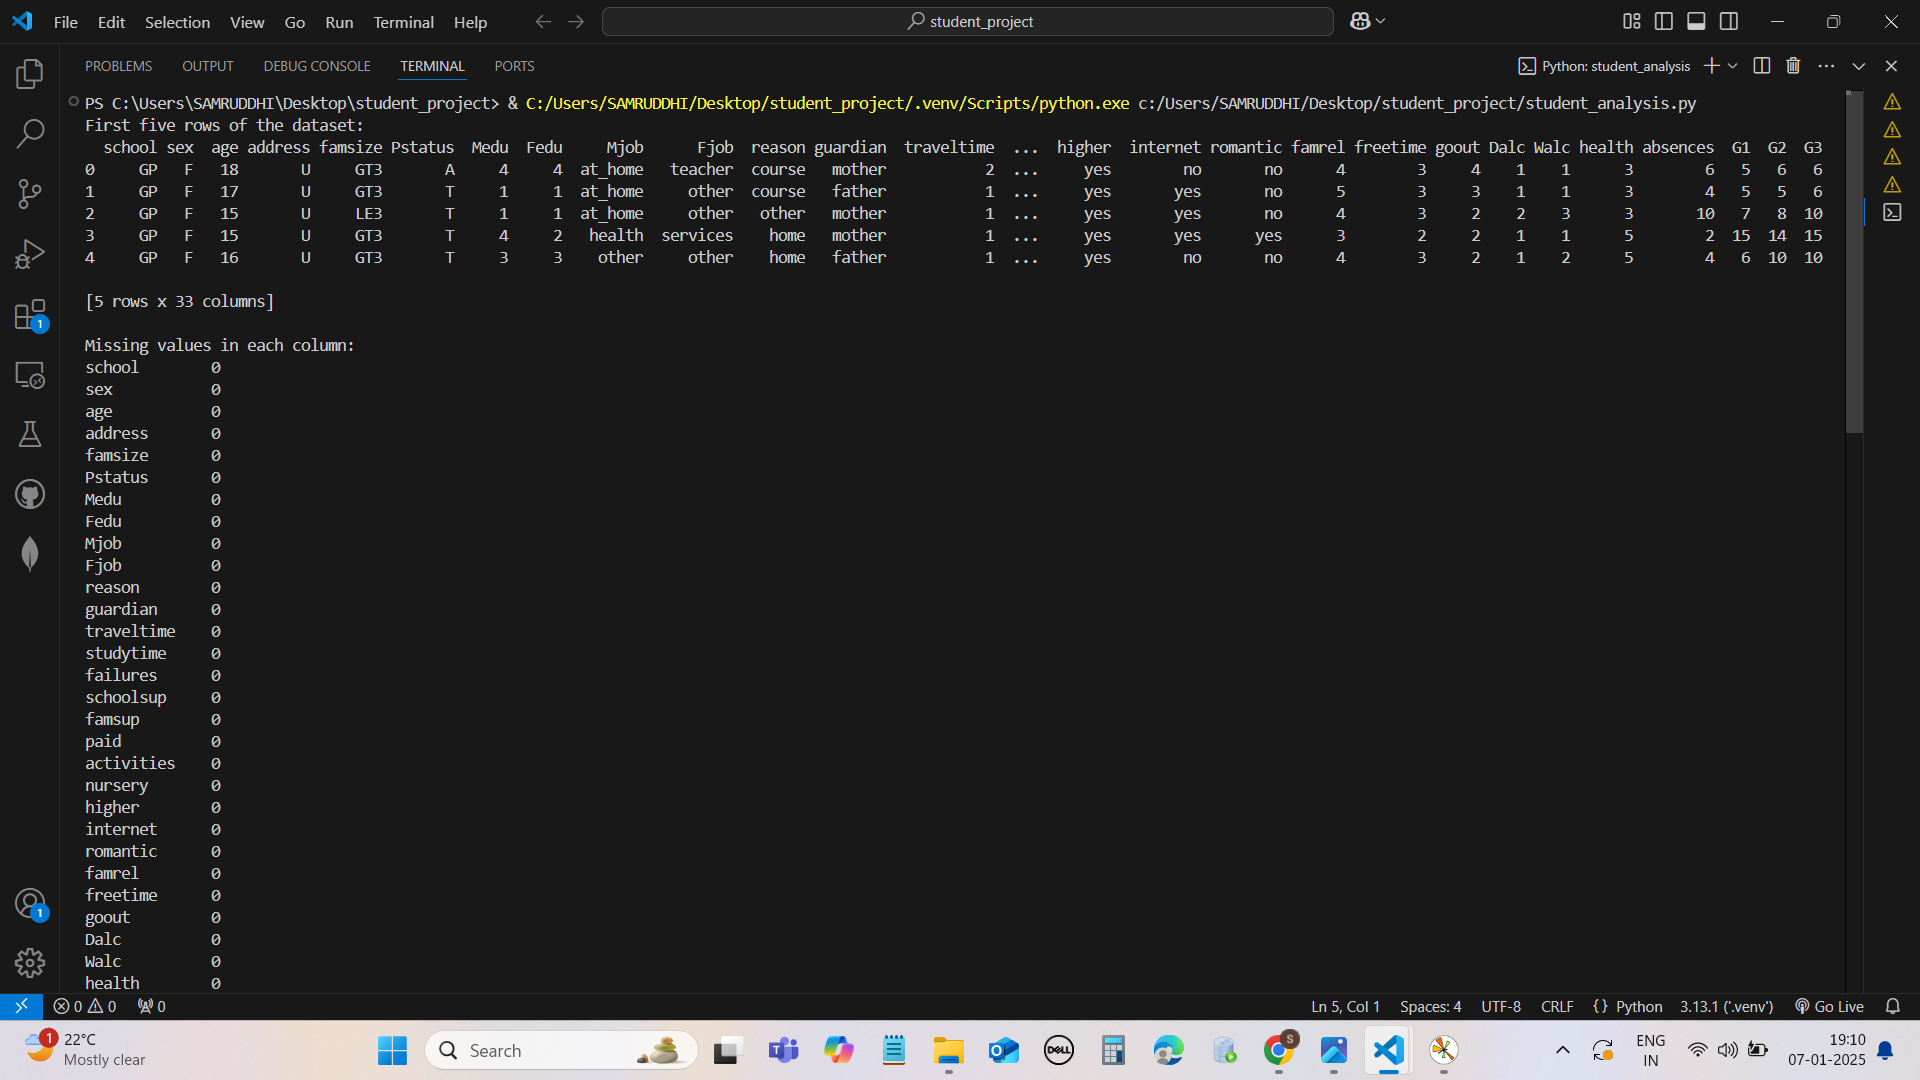 File Edit Selection View Go Run Terminal Help
student_project
PROBLEMS OUTPUT DEBUG CONSOLE TERMINAL PORTS
Python: student_analysis
PS C:\Users\SAMRUDDHI\Desktop\student_project> & C:/Users/SAMRUDDHI/Desktop/student_project/.venv/Scripts/python.exe c:/Users/SAMRUDDHI/Desktop/student_project/student_analysis.py
First five rows of the dataset:
school sex age address famsize Pstatus Medu Fedu Mjob Fjob reason guardian traveltime ... higher internet romantic famrel freetime goout Dalc Walc health absences G1 G2 G3
0 GP F 18 U GT3 A 4 4 at_home teacher course mother 2 ... yes no no 4 3 4 1 1 3 6 5 6 6
1 GP F 17 U GT3 T 1 1 at_home other course father 1 ... yes yes no 5 3 3 1 1 3 4 5 5 6
2 GP F 15 U LE3 T 1 1 at_home other other mother 1 ... yes yes no 4 3 2 2 3 3 10 7 8 10
3 GP F 15 U GT3 T 4 2 health services home mother 1 ... yes yes yes 3 2 2 1 1 5 2 15 14 15
4 GP F 16 U GT3 T 3 3 other other home father 1 ... yes no no 4 3 2 1 2 5 4 6 10 10
[5 rows x 33 columns]
Missing values in each column:
school 0
sex 0
age 0
address 0
famsize 0
Pstatus 0
Medu 0
Fedu 0
Mjob 0
Fjob 0
reason 0
guardian 0
traveltime 0
studytime 0
failures 0
schoolsup 0
famsup 0
paid 0
activities 0
nursery 0
higher 0
internet 0
romantic 0
famrel 0
freetime 0
goout 0
Dalc 0
Walc 0
health 0
1
1
0 0 0
Ln 5, Col 1 Spaces: 4 UTF-8 CRLF {} Python 3.13.1 ('.venv') Go Live
1
22°C
Mostly clear
Search
DELL
S
ENG
IN
19:10
07-01-2025